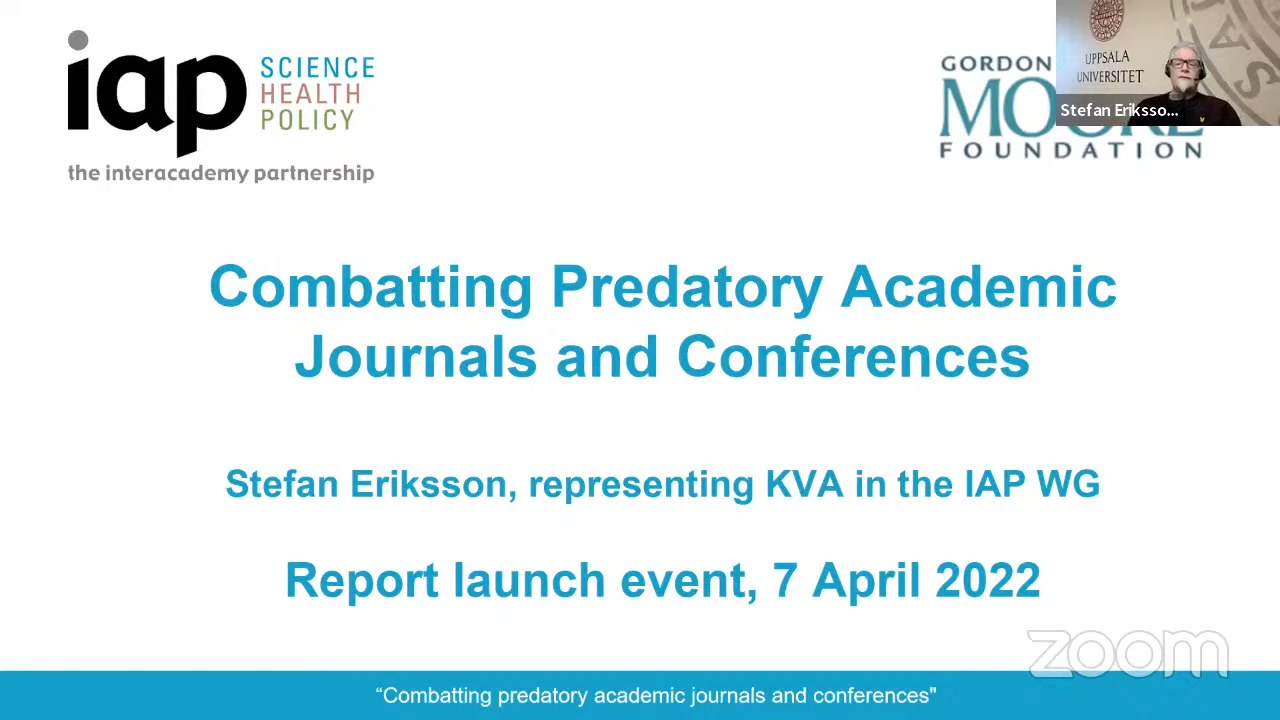 iap
SCIENCE
HEALTH
POLICY
the interacademy partnership
GORDON
MOORE
FOUNDATION
UPPSALA
UNIVERSITET
Stefan Eriksso...
Combatting Predatory Academic
Journals and Conferences
Stefan Eriksson, representing KVA in the IAP WG
Report launch event, 7 April 2022
zoom
“Combatting predatory academic journals and conferences"